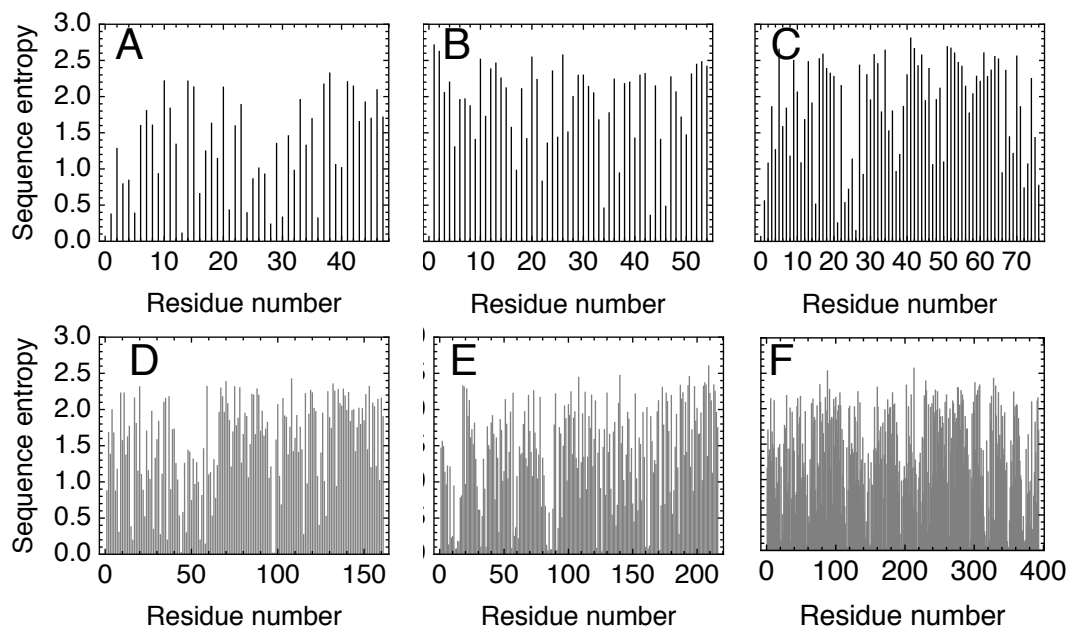 Sequence entropy
3.0
2.5
2.0
1.5
1.0
0.5
0.0
A
0 10 20 30 40
Residue number
B
0 10 20 30 40 50
Residue number
C
0 10 20 30 40 50 60 70
Residue number
Sequence entropy
3.0
2.5
2.0
1.5
1.0
0.5
0.0
D
0 50 100 150
Residue number
E
0 50 100 150 200
Residue number
F
0 100 200 300 400
Residue number